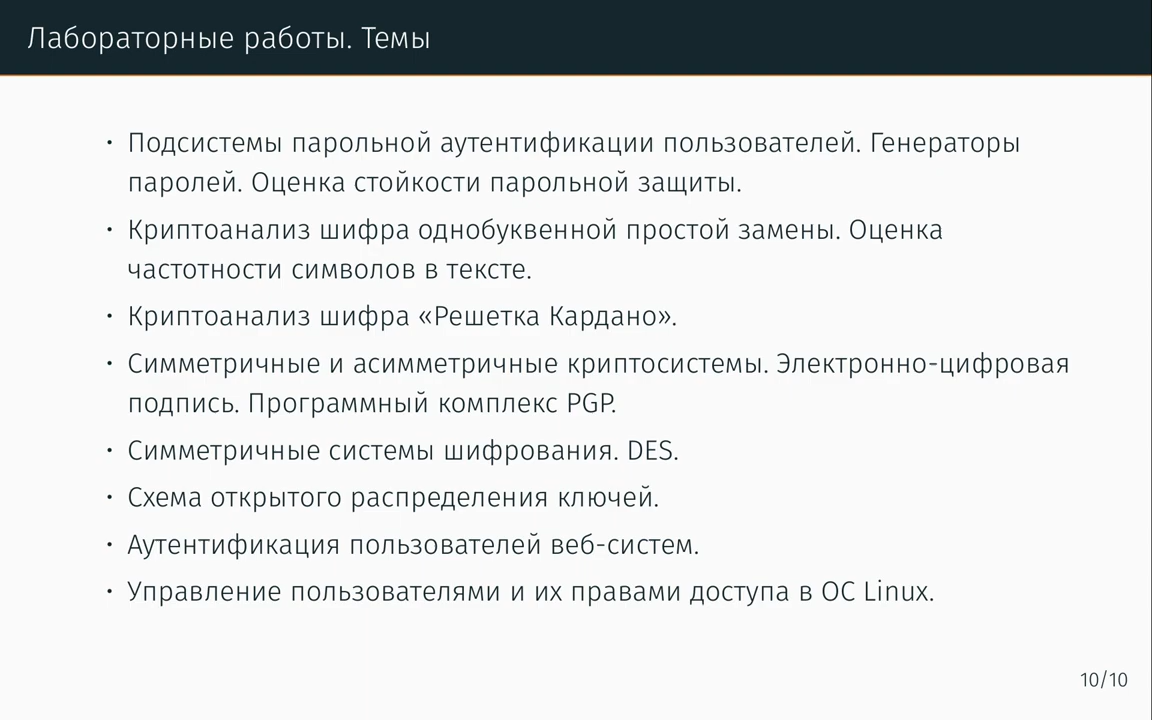 Лабораторные работы. Темы
• Подсистемы парольной аутентификации пользователей. Генераторы
паролей. Оценка стойкости парольной защиты.
• Криптоанализ шифра однобуквенной простой замены. Оценка
частотности символов в тексте.
• Криптоанализ шифра «Решетка Кардано».
• Симметричные и асимметричные криптосистемы. Электронно-цифровая
подпись. Программный комплекс PGP.
• Симметричные системы шифрования. DES.
• Схема открытого распределения ключей.
• Аутентификация пользователей веб-систем.
• Управление пользователями и их правами доступа в ОС Linux.
10/10